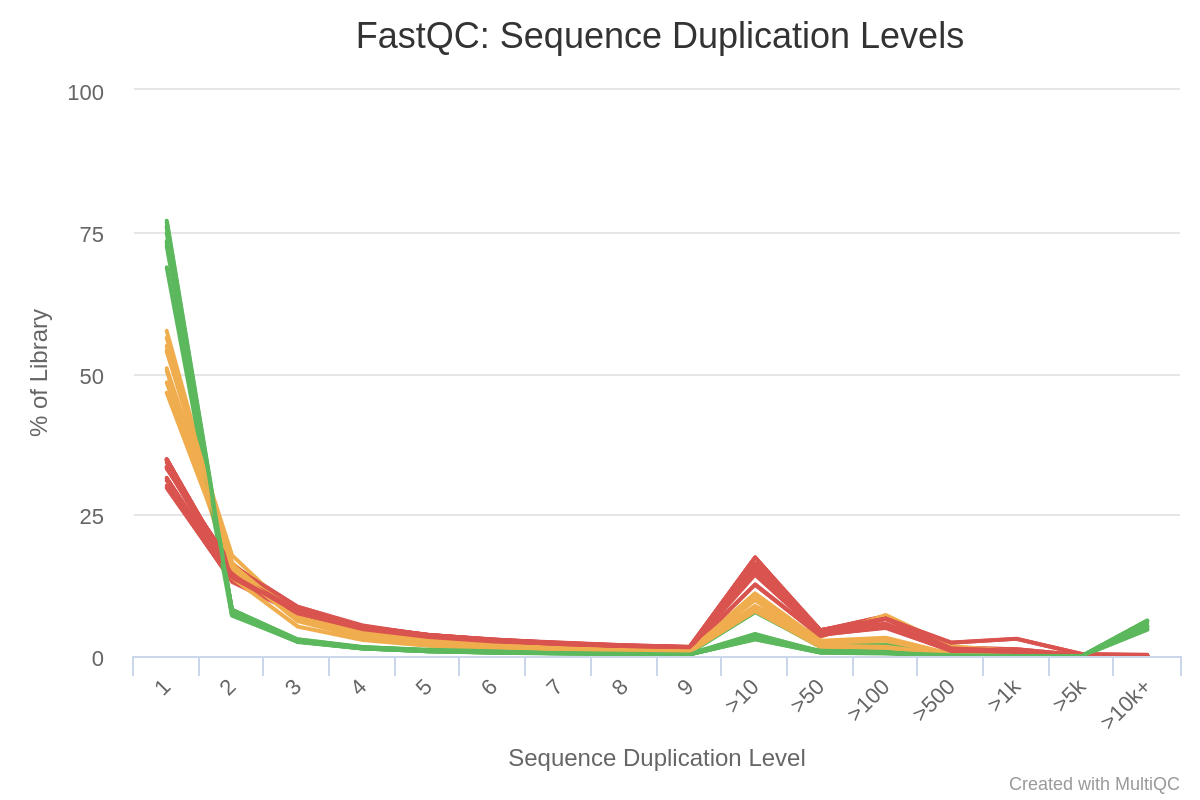 FastQC: Sequence Duplication Levels
100
75
50
25
0
% of Library
1
2
3
4
5
6
7
8
9
>10
>50
>100
>500
>1k
>5k
>10k+
Sequence Duplication Level
Created with MultiQC